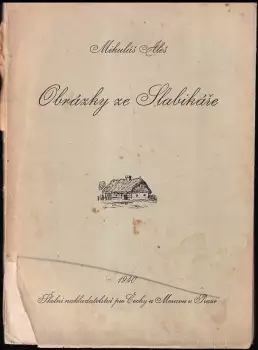 Mikuláš Aleš
Obrázky ze Slabikáře
1940
Školní nakladatelství pro Čechy a Moravu v Praze